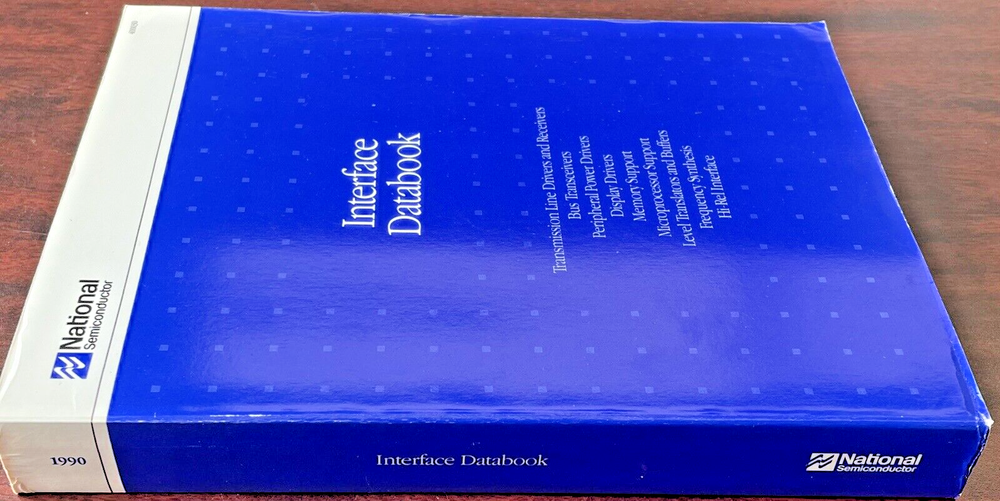 National
Semiconductor
Interface
Databook
Transmission Line Drivers and Receivers
Bus Transceivers
Peripheral Power Drivers
Display Drivers
Memory Support
Microprocessor Support
Level Translators and Buffers
Frequency Synthesis
Hi-Rel Interface
1990
Interface Databook
National
Semiconductor